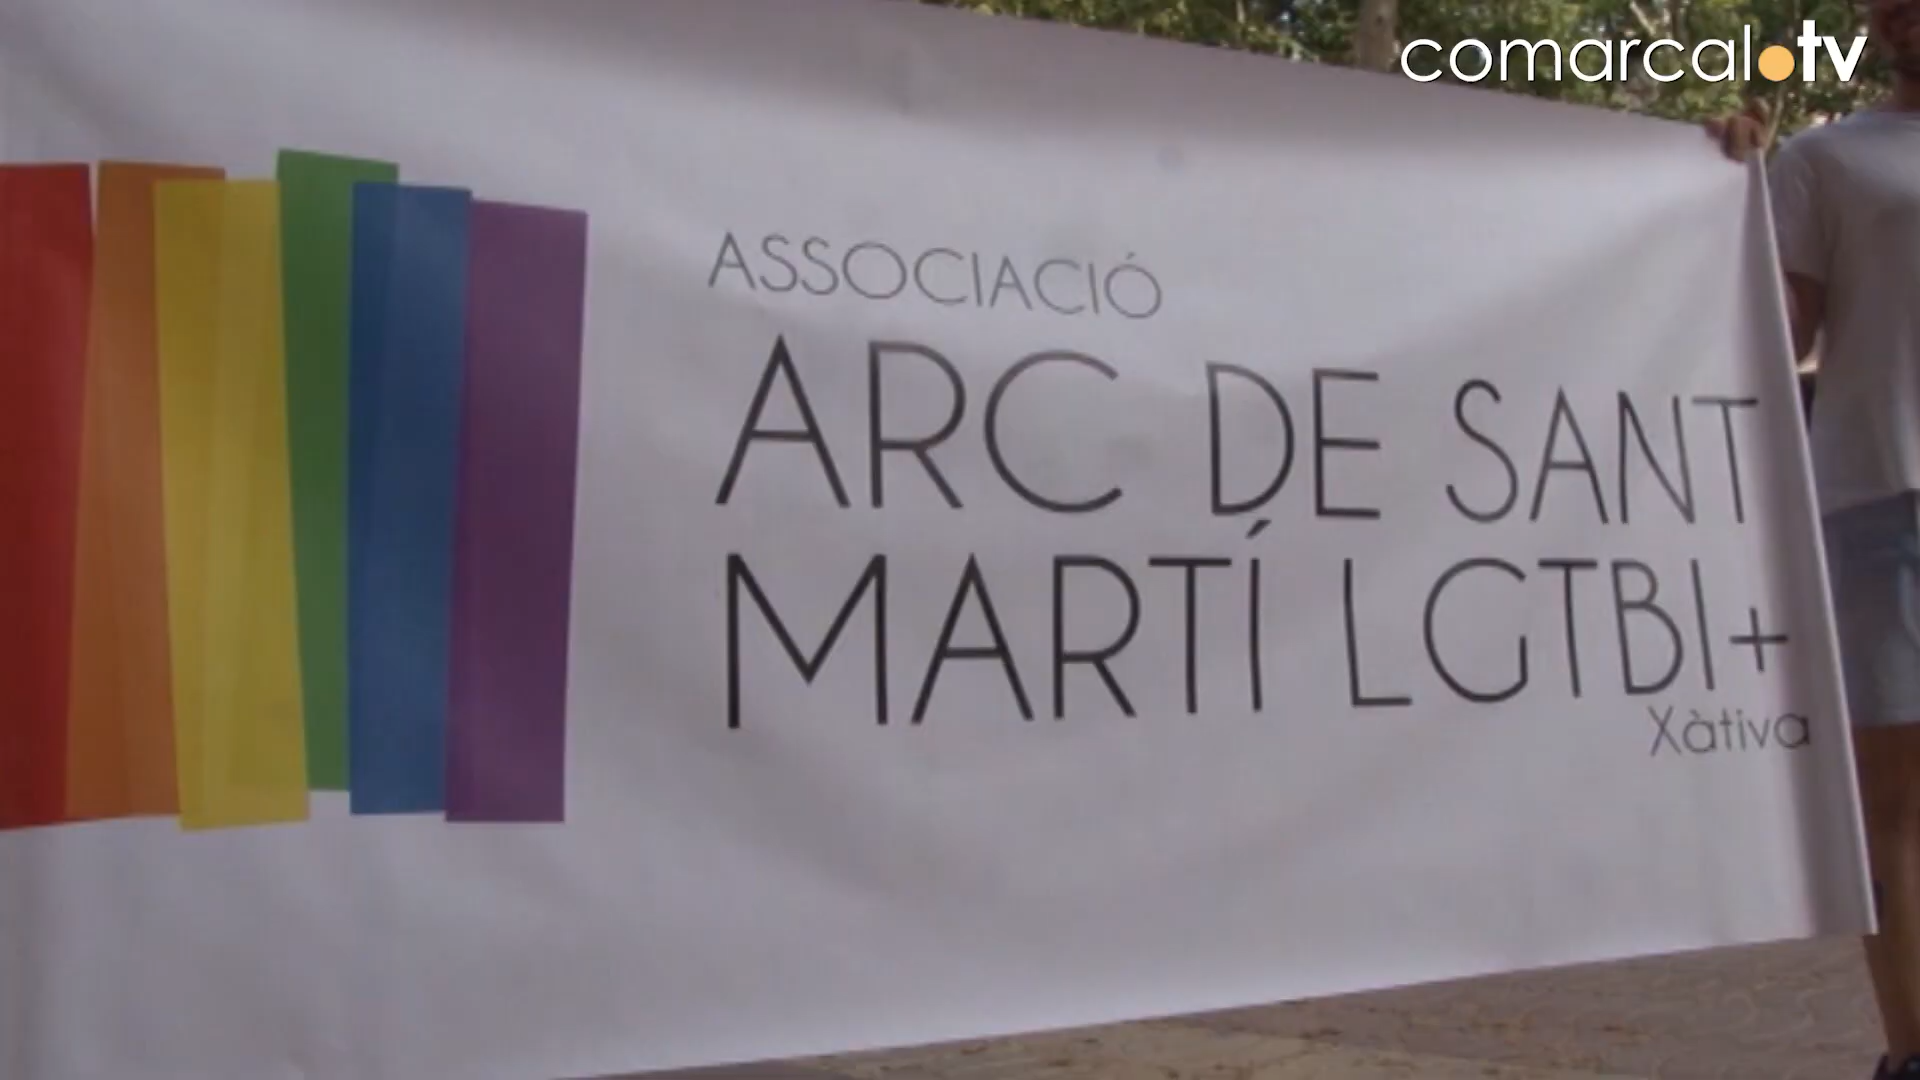 comarcal.tv
ASSOCIACIÓ
ARC DE SANT
MARTÍ LGTBI+
Xàtiva